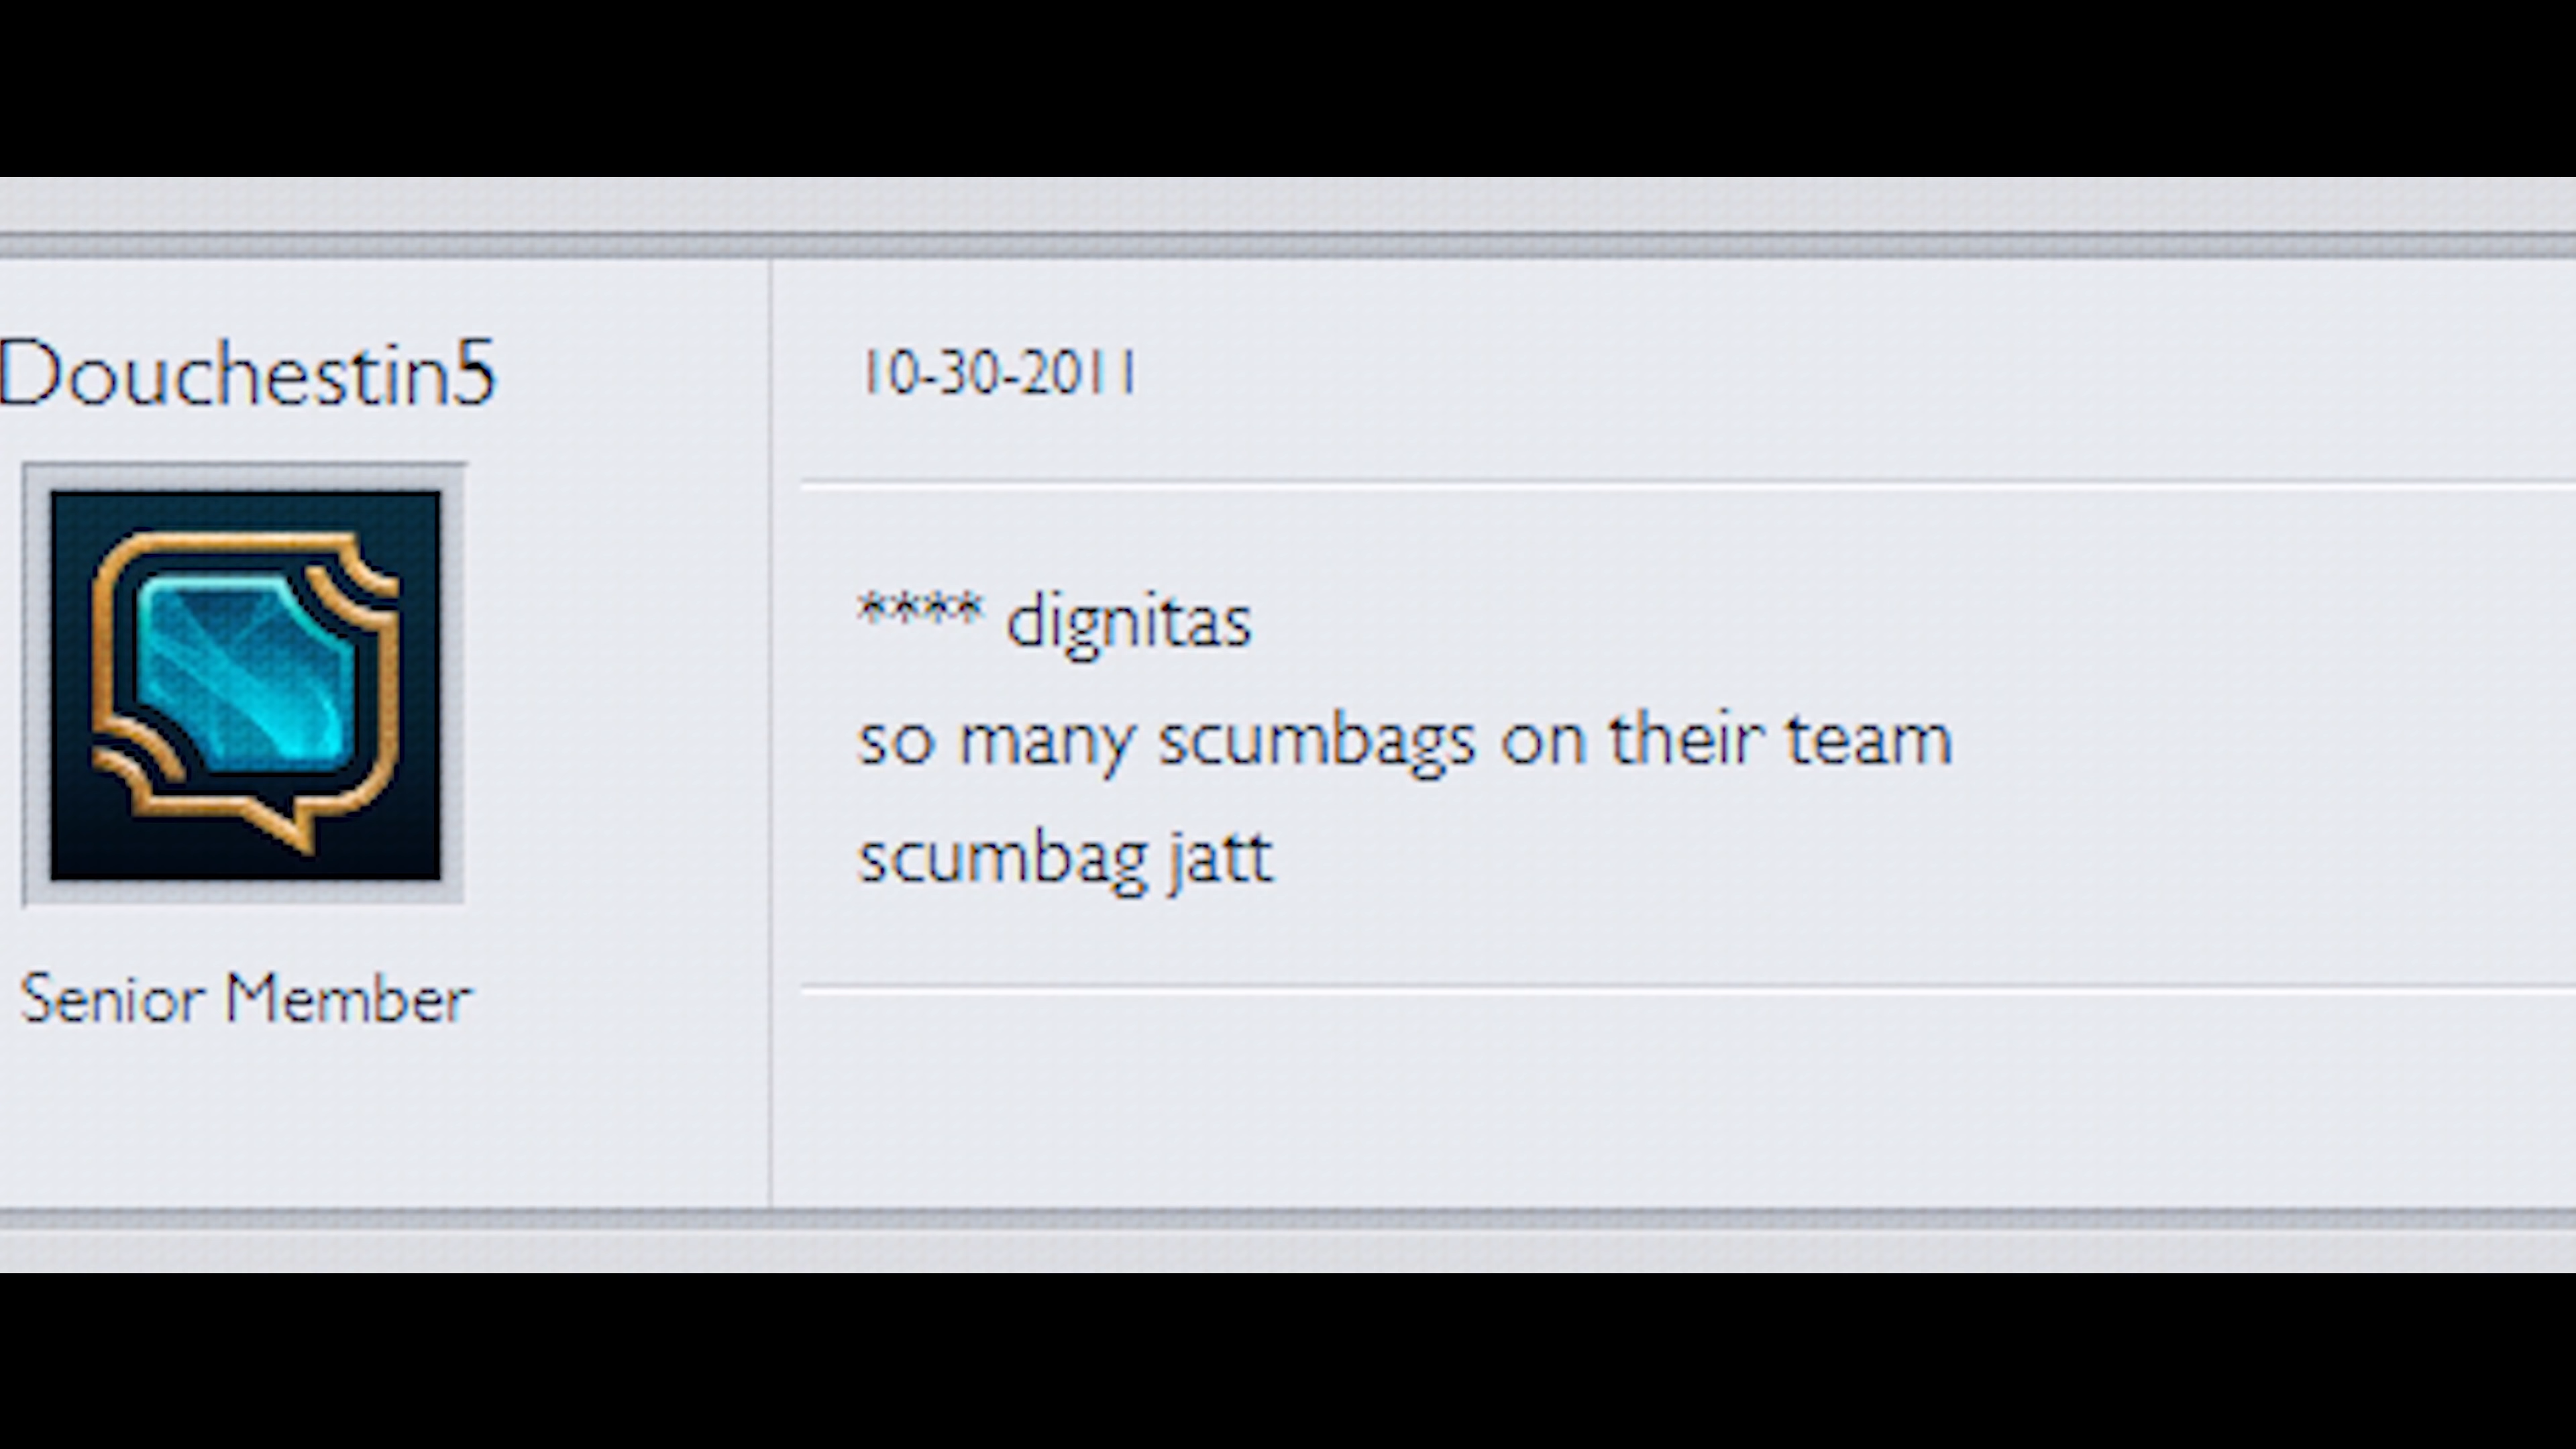 Douchestin5
10-30-2011
**** dignitas
so many scumbags on their team
scumbag jatt
Senior Member